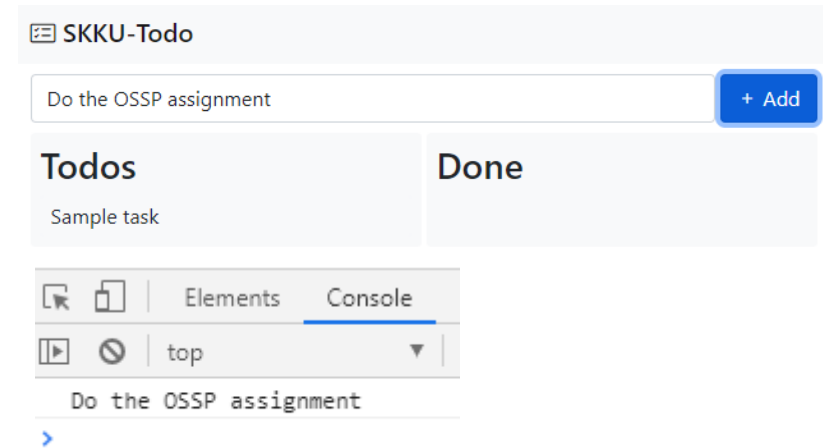 SKKU-Todo
Do the OSSP assignment
+ Add
Todos
Done
Sample task
Elements Console
top
Do the OSSP assignment